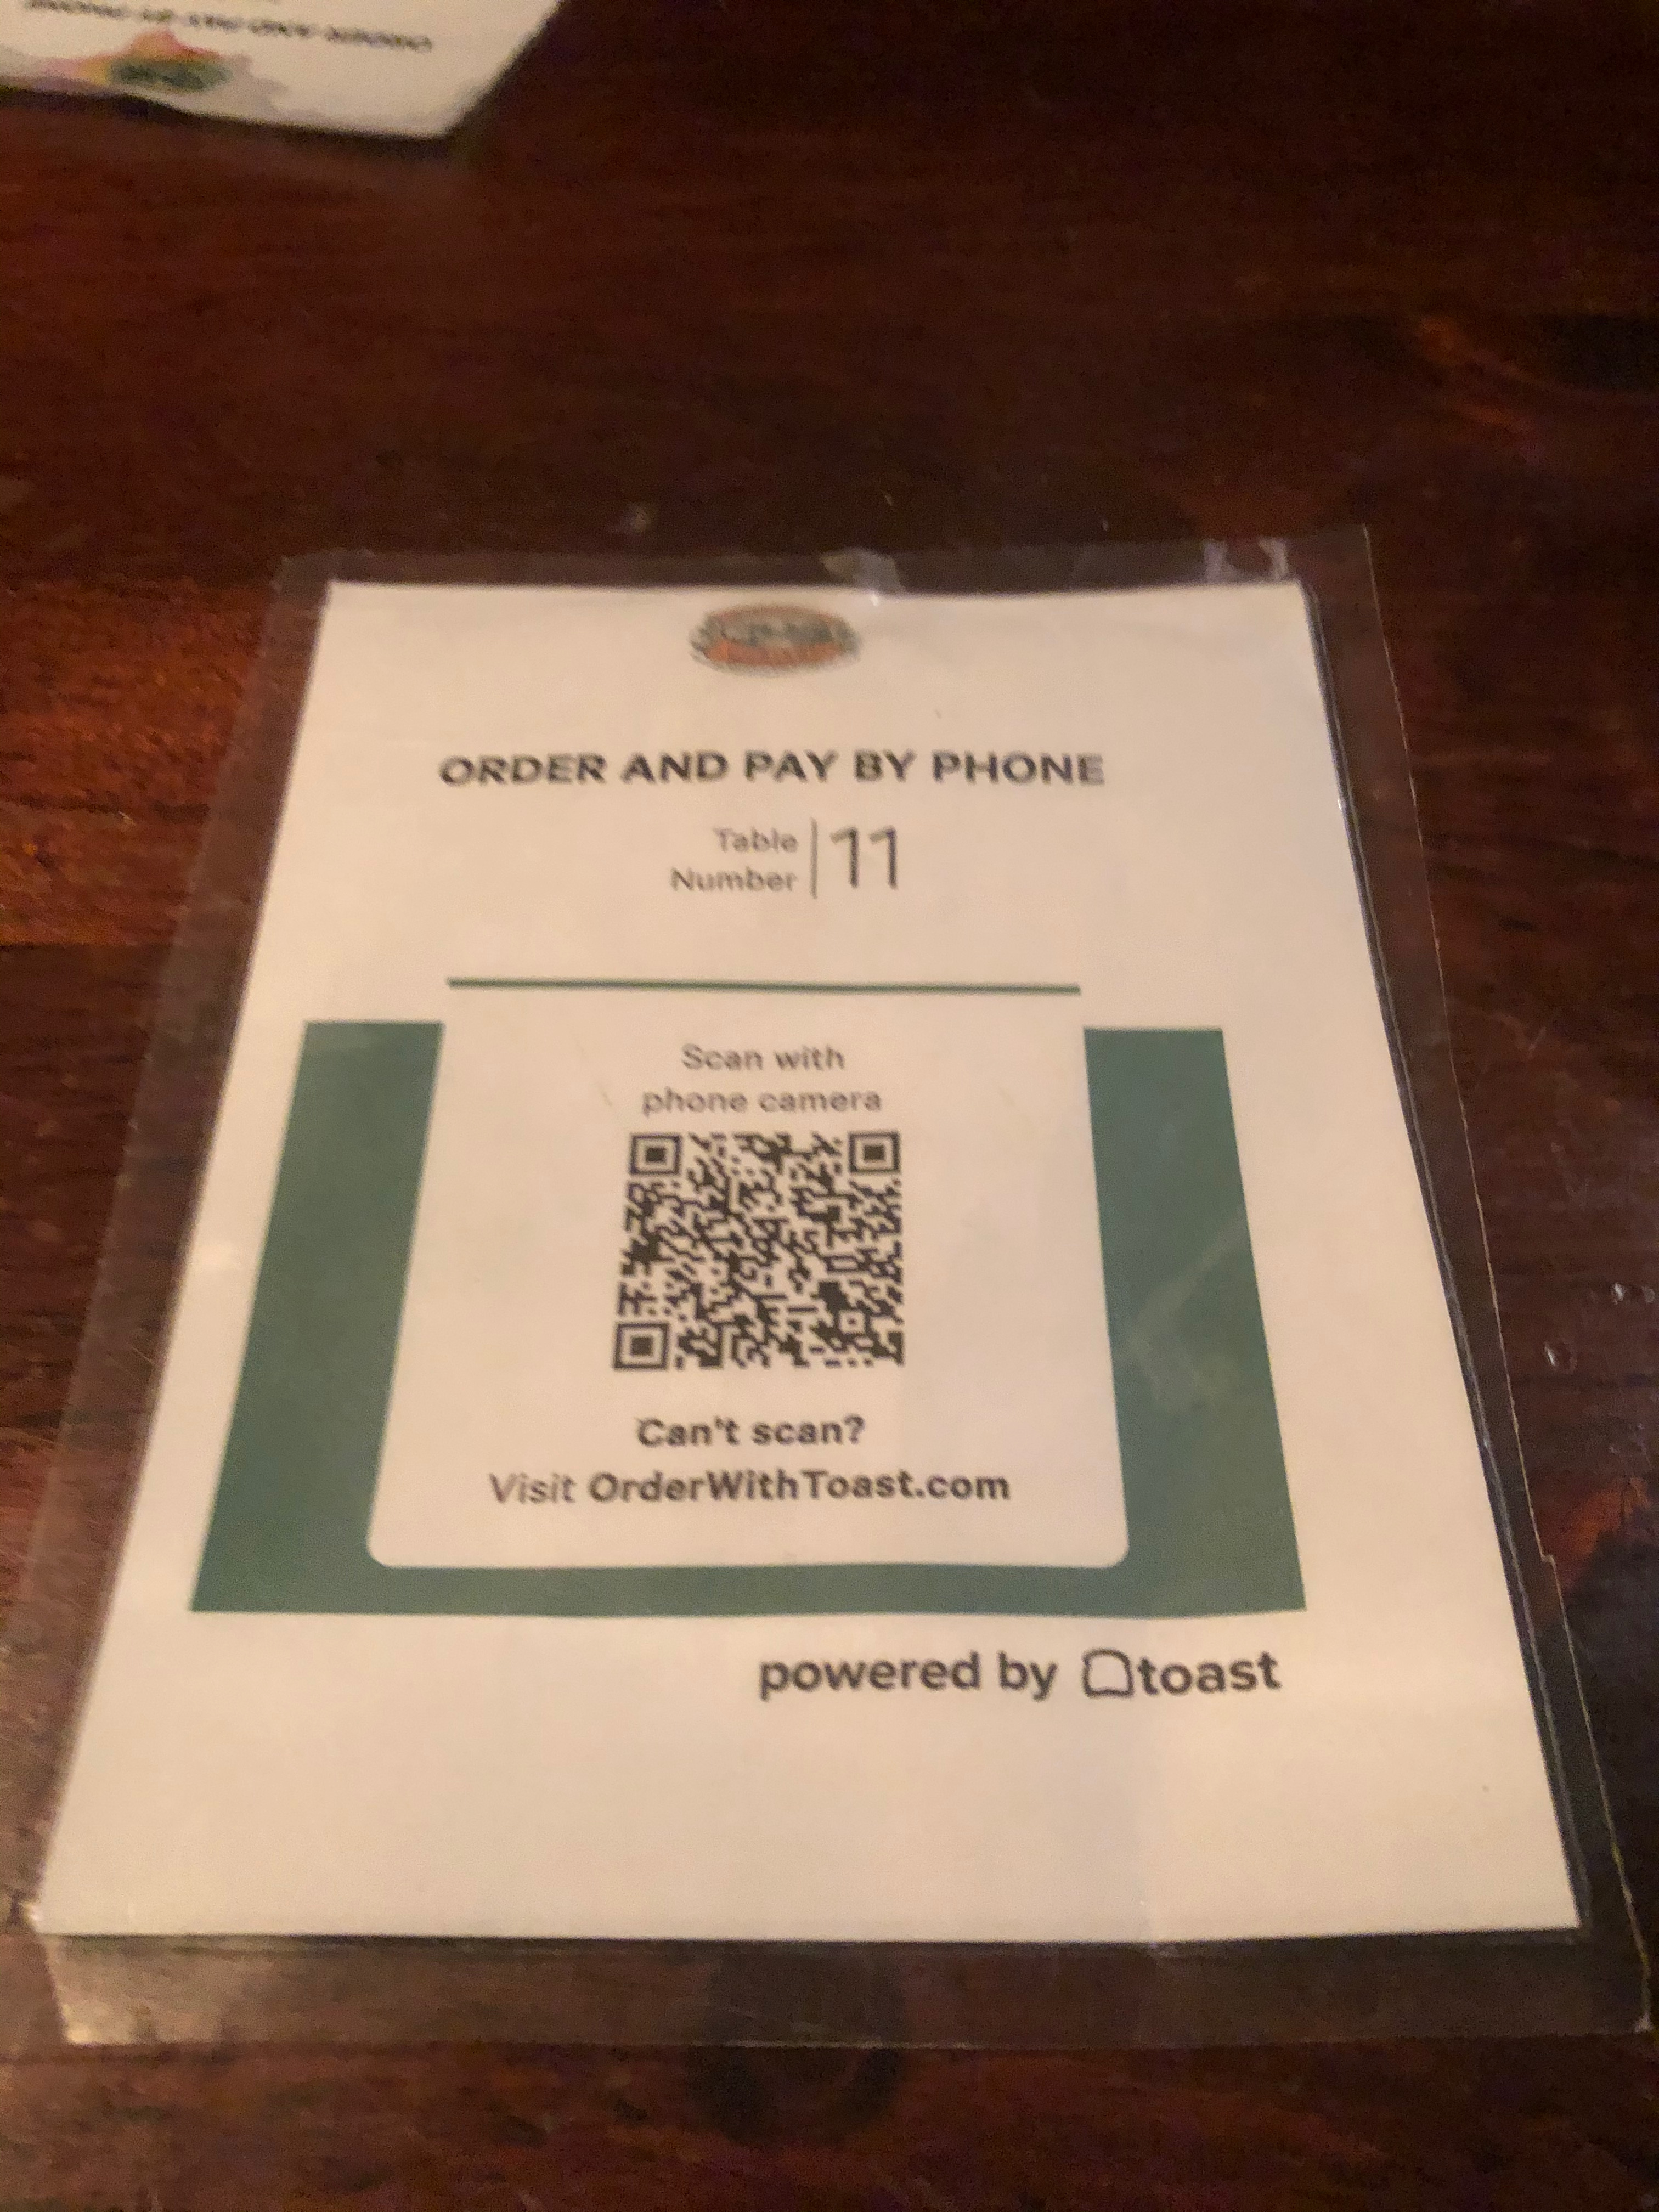 ORDER AND PAY BY PHONE
Table
Number
11
Scan with
phone camera
Can't scan?
Visit OrderWithToast.com
powered by toast